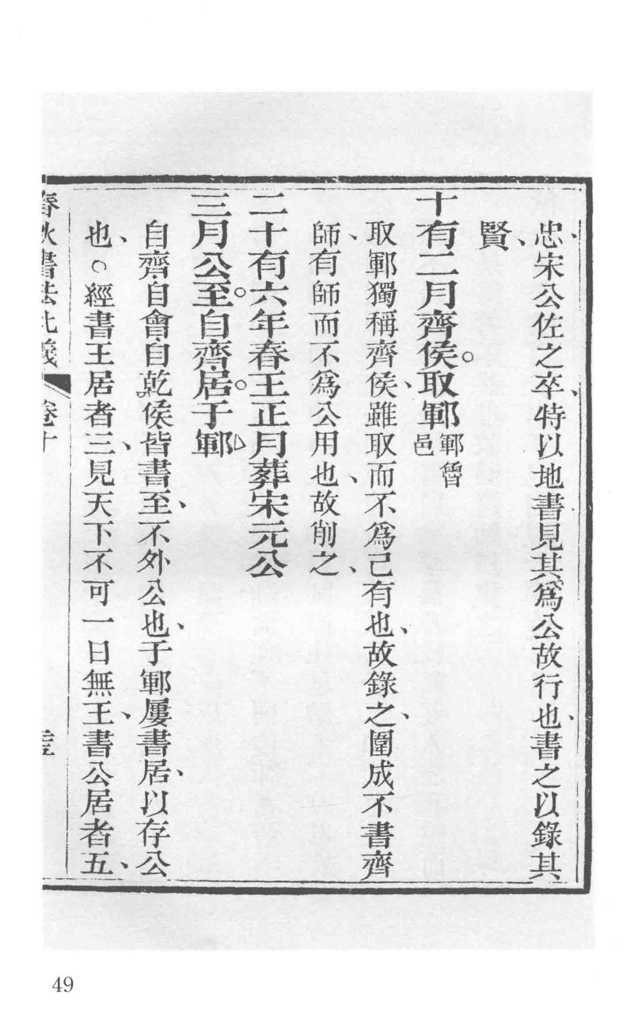 忠宋公佐之卒特以地書見其爲公故行也書之以錄其
賢
十有二月齊侯取鄆鄆魯邑
取鄆獨稱齊侯雖取而不爲己有也故錄之圍成不書齊
師有師而不爲公用也故削之
二十有六年春王正月葬宋元公
三月公至自齊居于鄆
自齊自會自乾侯皆書至不外公也于鄆屢書居以存公
也○經書王居者三見天下不可一日無王書公居者五
春秋書法比義 卷十
49